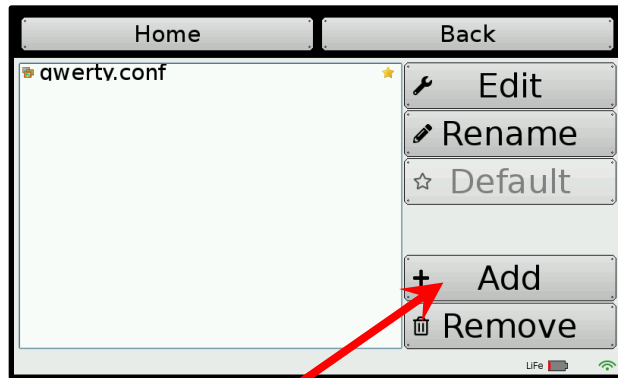 Home
Back
qwerty.conf
Edit
Rename
Default
Add
Remove
LiFe